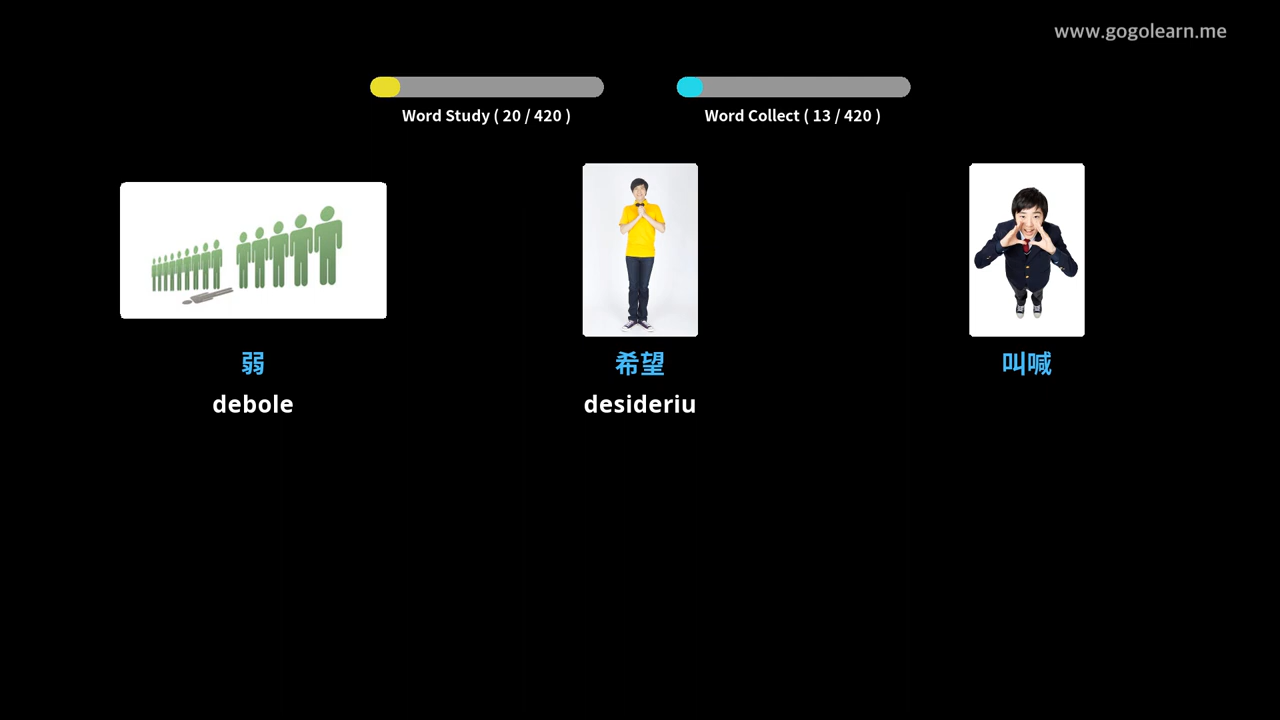 www.gogolearn.me
Word Study ( 20 / 420 )
Word Collect ( 13 / 420 )
弱
希望
叫喊
debole
desideriu